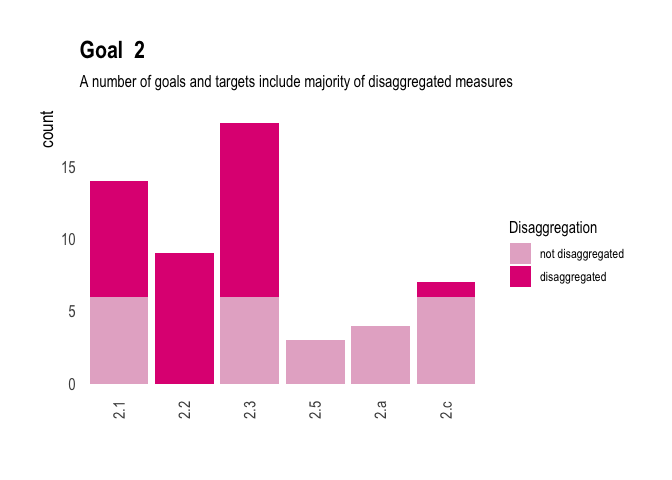 Goal  2
A number of goals and targets include majority of disaggregated measures
count
15
10
5
0
2.1
2.2
2.3
2.5
2.a
2.c
Disaggregation
not disaggregated
disaggregated